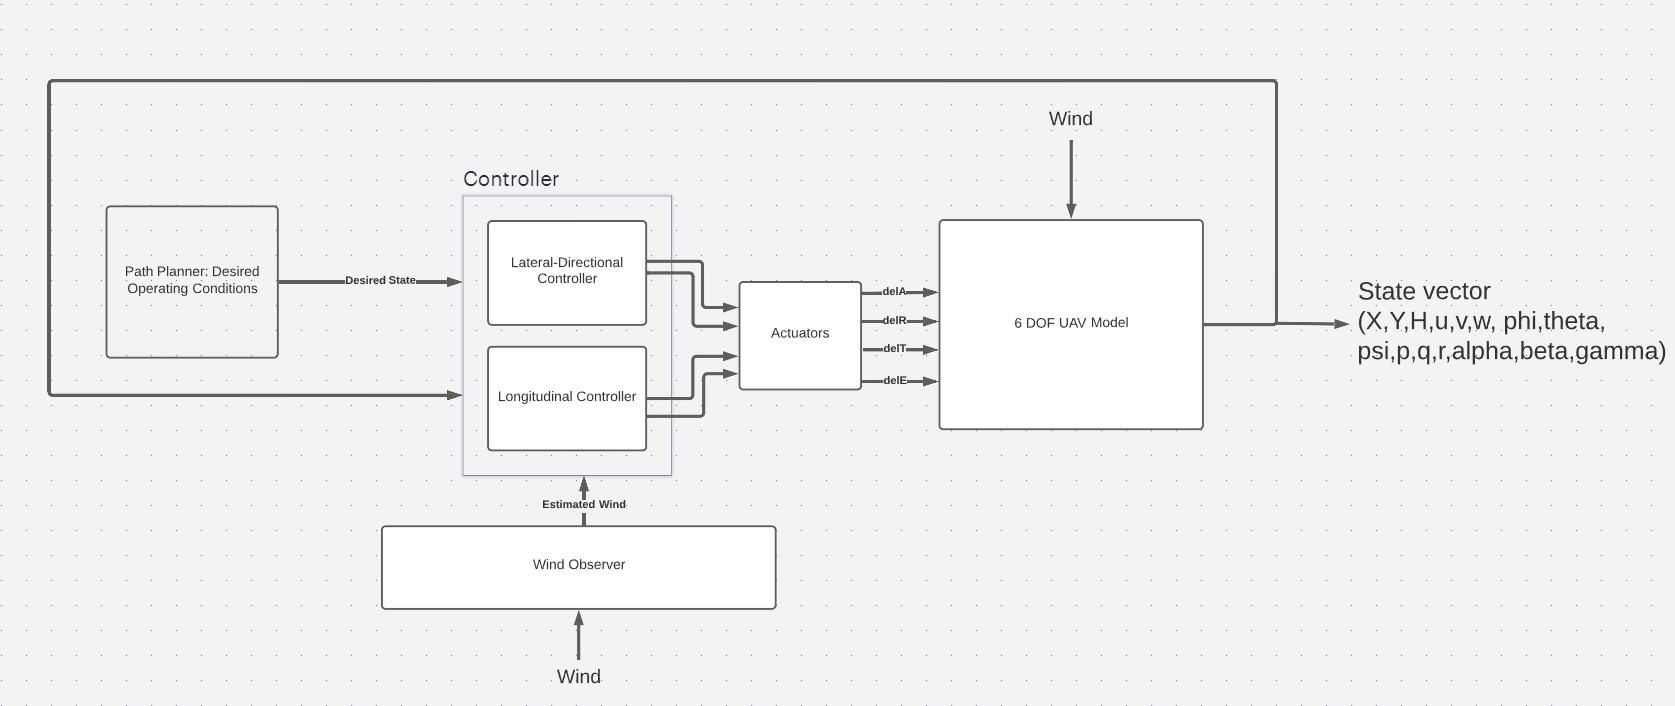 Wind
Controller
Path Planner: Desired
Operating Conditions
Desired State
Lateral-Directional
Controller
Longitudinal Controller
Actuators
delA
delR
delT
delE
6 DOF UAV Model
State vector
(X,Y,H,u,v,w, phi,theta,
psi,p,q,r,alpha,beta,gamma)
Estimated Wind
Wind Observer
Wind